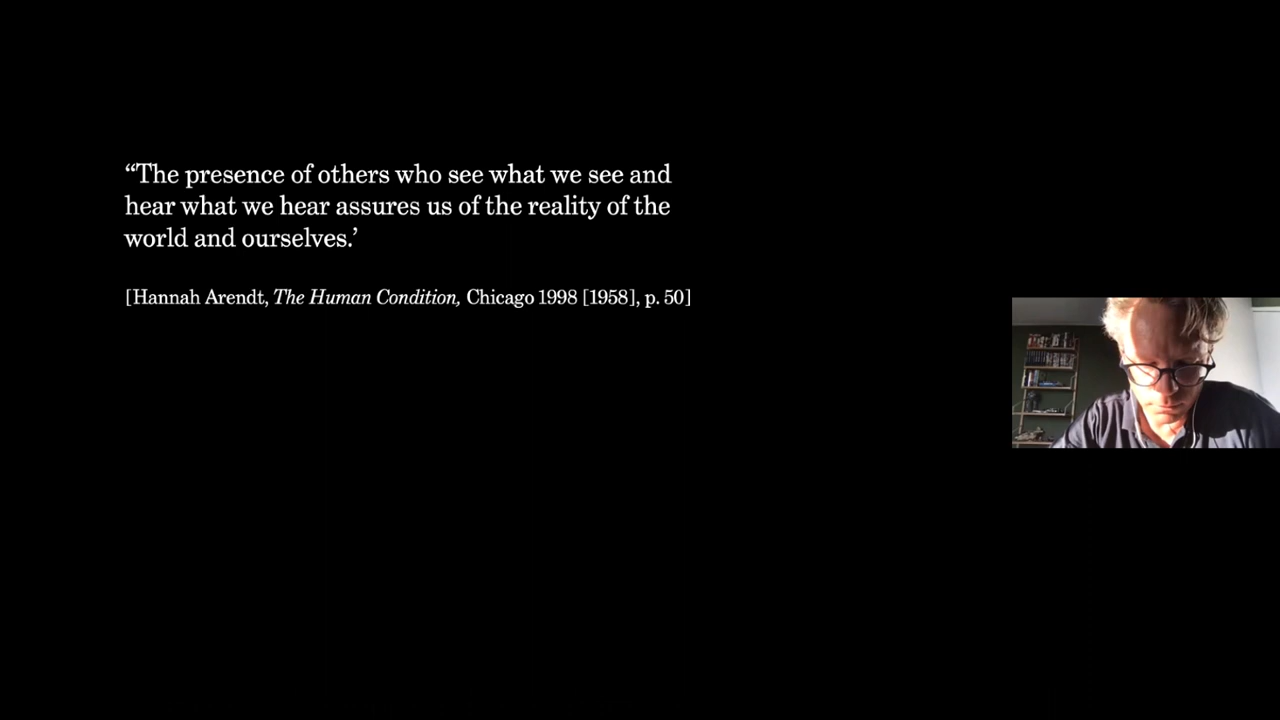 “The presence of others who see what we see and
hear what we hear assures us of the reality of the
world and ourselves.’
[Hannah Arendt, The Human Condition, Chicago 1998 [1958], p. 50]